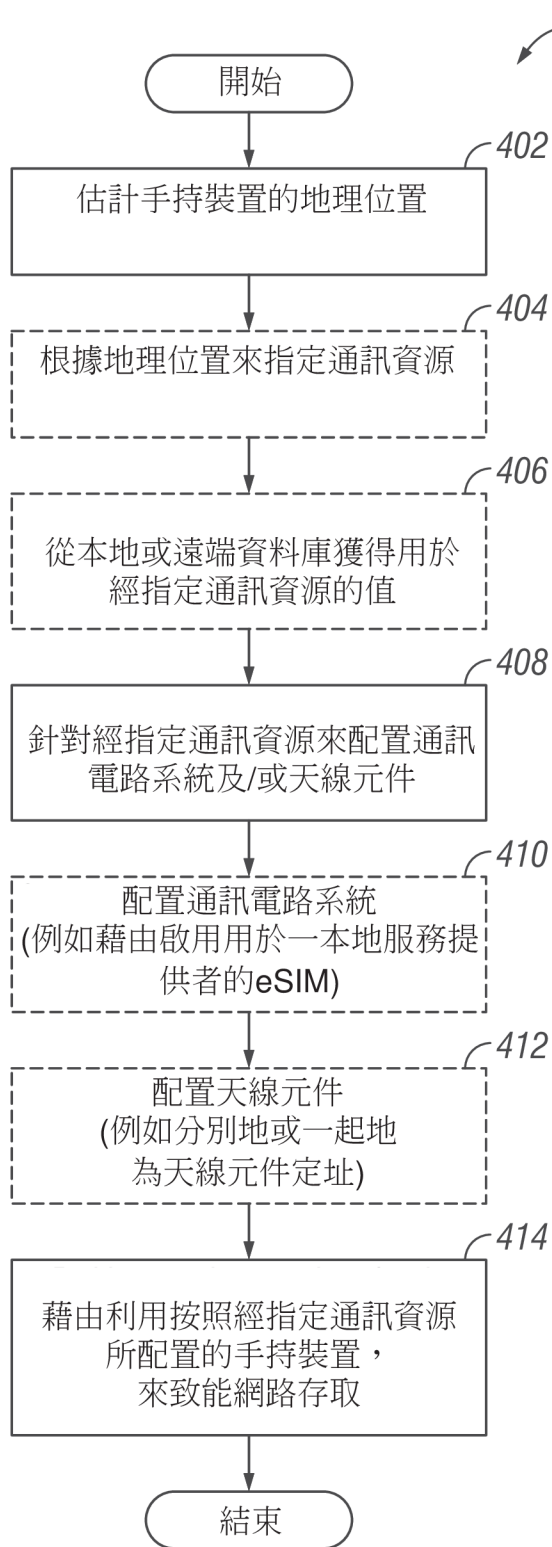 開始
402
估計手持裝置的地理位置
404
根據地理位置來指定通訊資源
406
從本地或遠端資料庫獲得用於
經指定通訊資源的值
408
針對經指定通訊資源來配置通訊
電路系統及/或天線元件
410
配置通訊電路系統
(例如藉由啟用用於一本地服務提
供者的eSIM)
412
配置天線元件
(例如分別地或一起地
為天線元件定址)
414
藉由利用按照經指定通訊資源
所配置的手持裝置，
來致能網路存取
結束